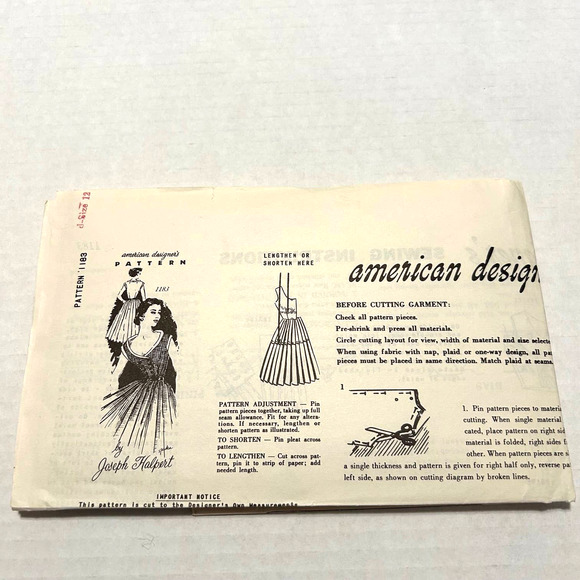 d-Size 12
PATTERN 1183
american designer's
PATTERN
1183
by
Joseph Halpert
LENGTHEN OR
SHORTEN HERE
PATTERN ADJUSTMENT — Pin
pattern pieces together, taking up full
seam allowance. Fit for any altera-
tions. If necessary, lengthen or
shorten pattern as illustrated.
TO SHORTEN — Pin pleat across
pattern.
TO LENGTHEN — Cut across pat-
tern, pin it to strip of paper; add
needed length.
IMPORTANT NOTICE
This pattern is cut to the Designer's Own Measurements
american design
BEFORE CUTTING GARMENT:
Check all pattern pieces.
Pre-shrink and press all materials.
Circle cutting layout for view, width of material and size selecte
When using fabric with nap, plaid or one-way design, all pat
pieces must be placed in same direction. Match plaid at seams.
1
1. Pin pattern pieces to materi
cutting. When single material
cated, place pattern on right sid
material is folded, right sides f
other. When pattern pieces are s
a single thickness and pattern is given for right half only, reverse pa
left side, as shown on cutting diagram by broken lines.